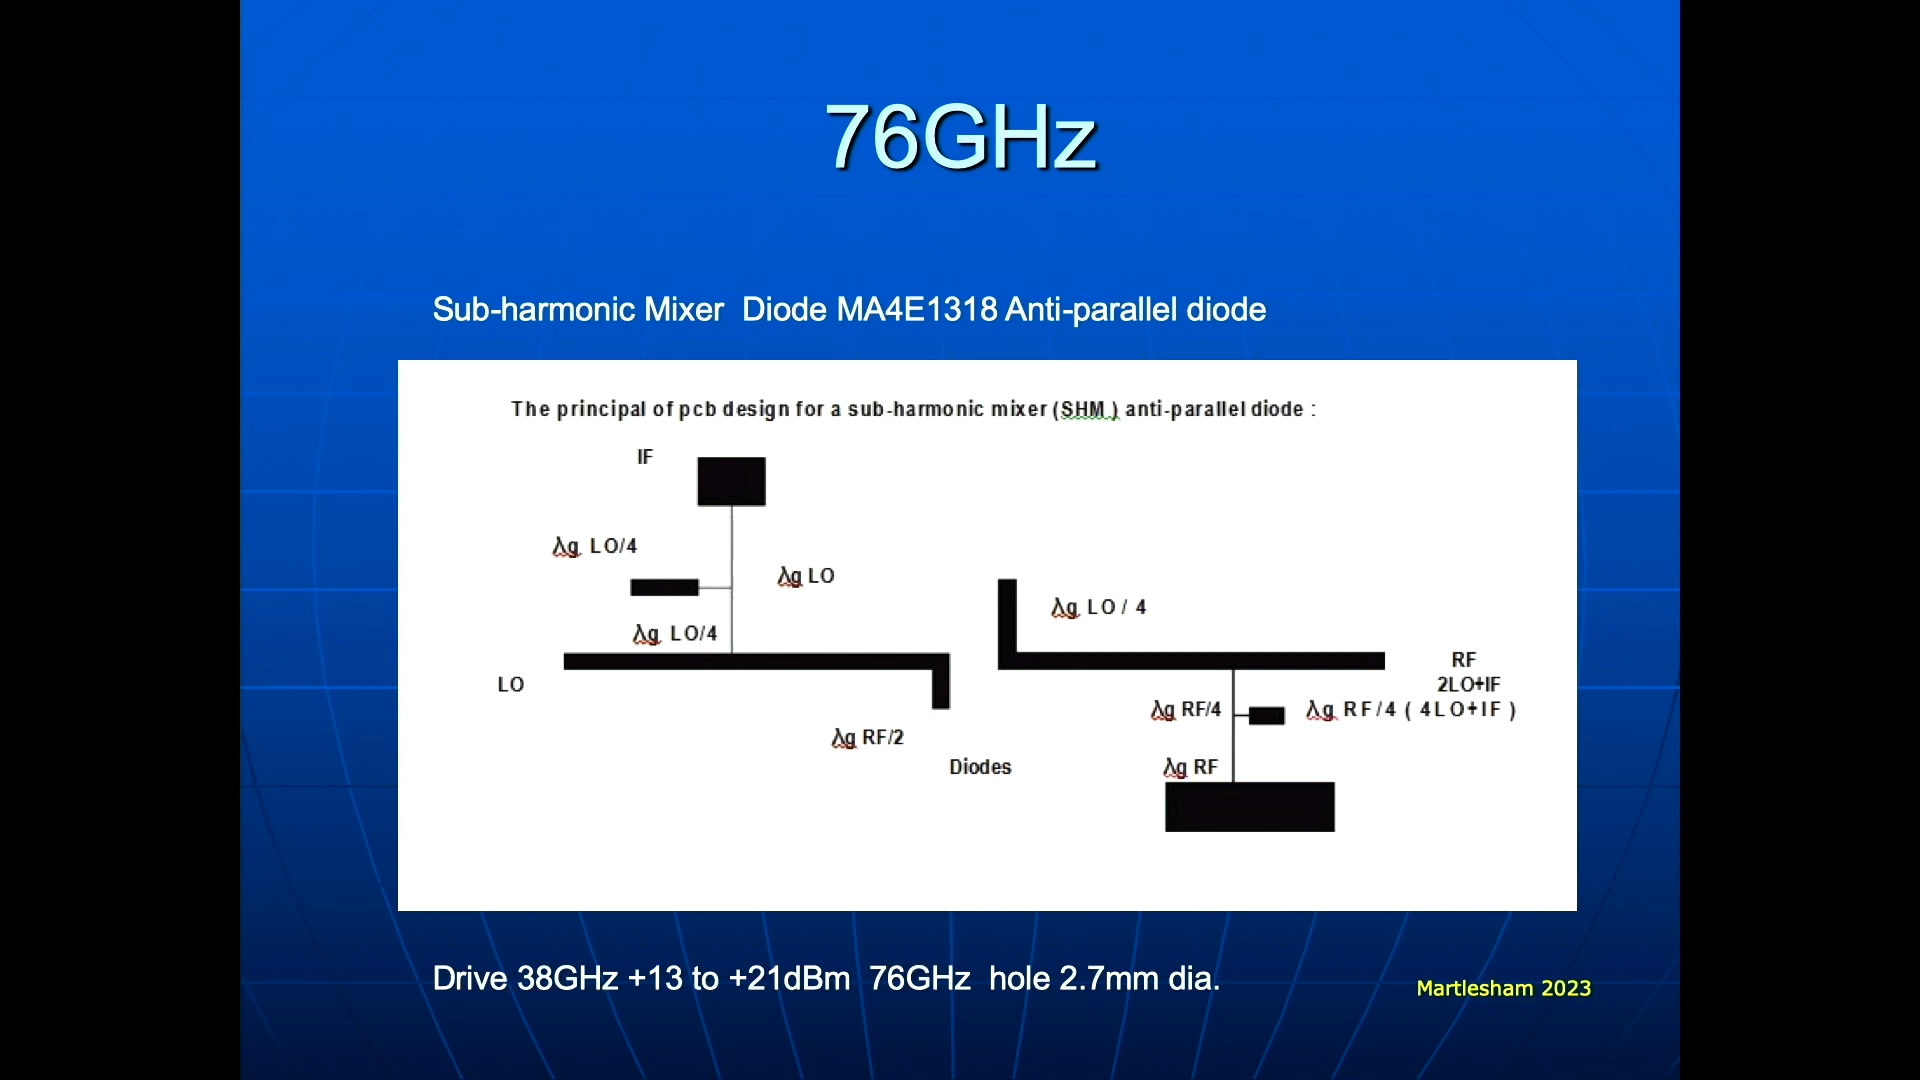 76GHz
Sub-harmonic Mixer  Diode MA4E1318 Anti-parallel diode
The principal of pcb design for a sub-harmonic mixer (SHM ) anti-parallel diode :
IF
λg LO/4
λg LO
λg LO/4
LO
λg RF/2
Diodes
λg LO / 4
RF
2LO+IF
λg RF/4
λg RF/4 ( 4LO+IF )
λg RF
Drive 38GHz +13 to +21dBm  76GHz  hole 2.7mm dia.
Martlesham 2023